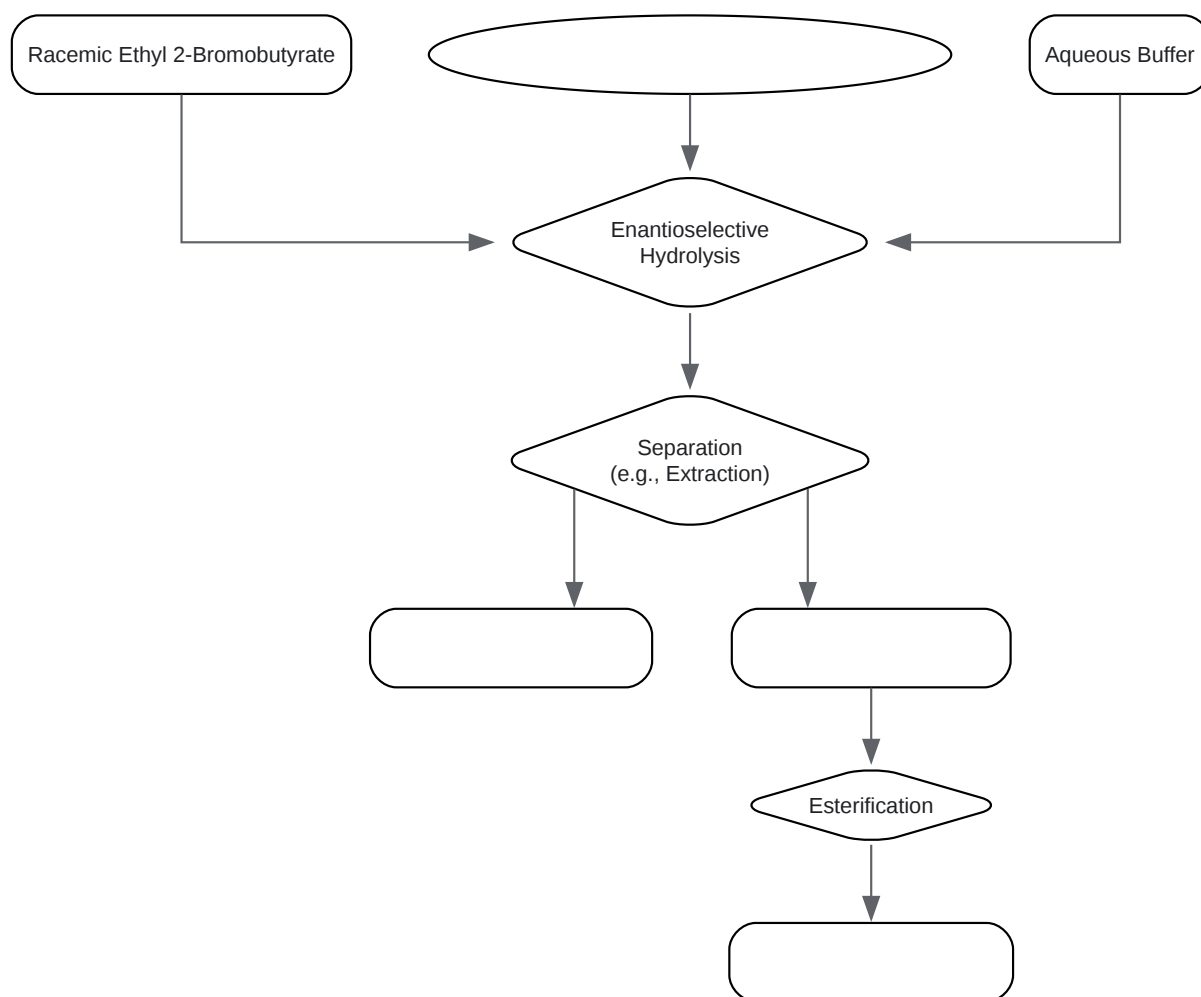 Racemic Ethyl 2-Bromobutyrate
Aqueous Buffer
Enantioselective
Hydrolysis
Separation
(e.g., Extraction)
Esterification